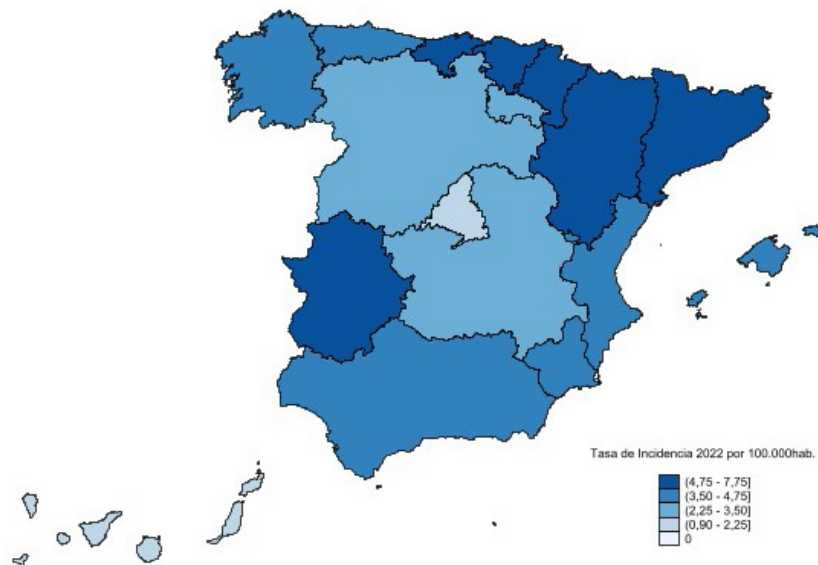 Tasa de Incidencia 2022 por 100.000hab.
(4,75 - 7,75]
(3,50 - 4,75]
(2,25 - 3,50]
(0,90 - 2,25]
0